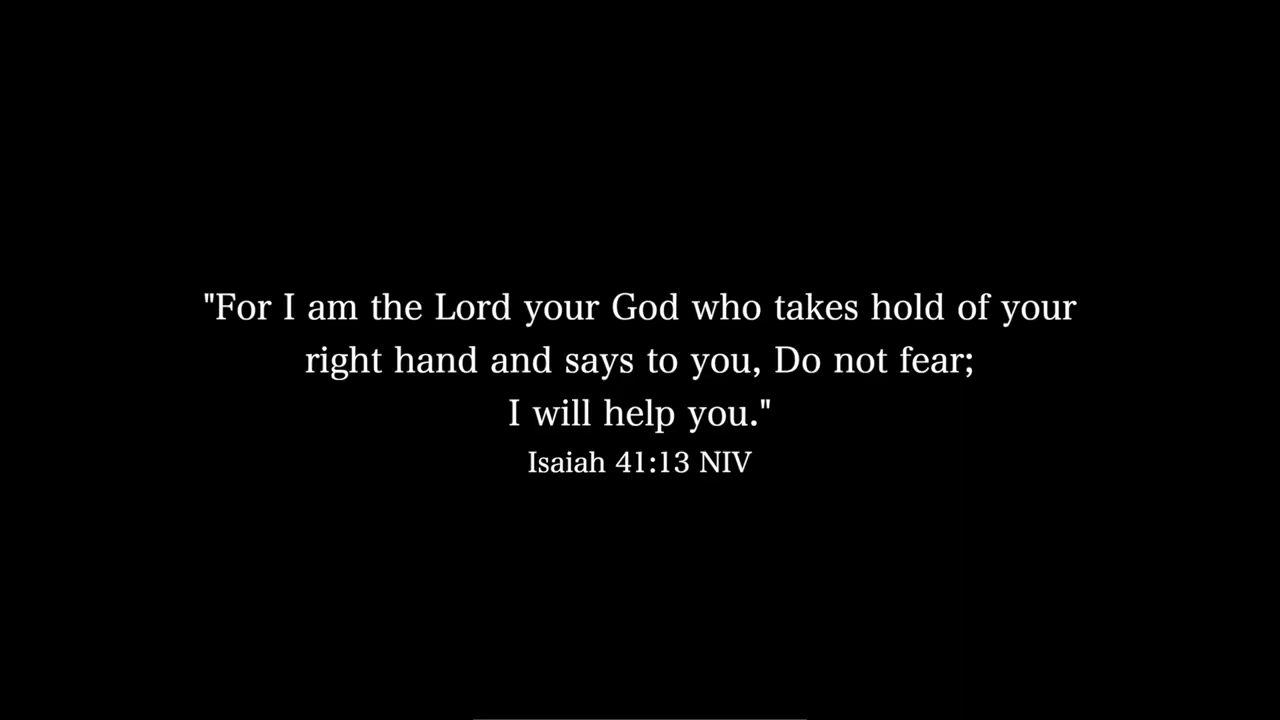 "For I am the Lord your God who takes hold of your
right hand and says to you, Do not fear;
I will help you."
Isaiah 41:13 NIV